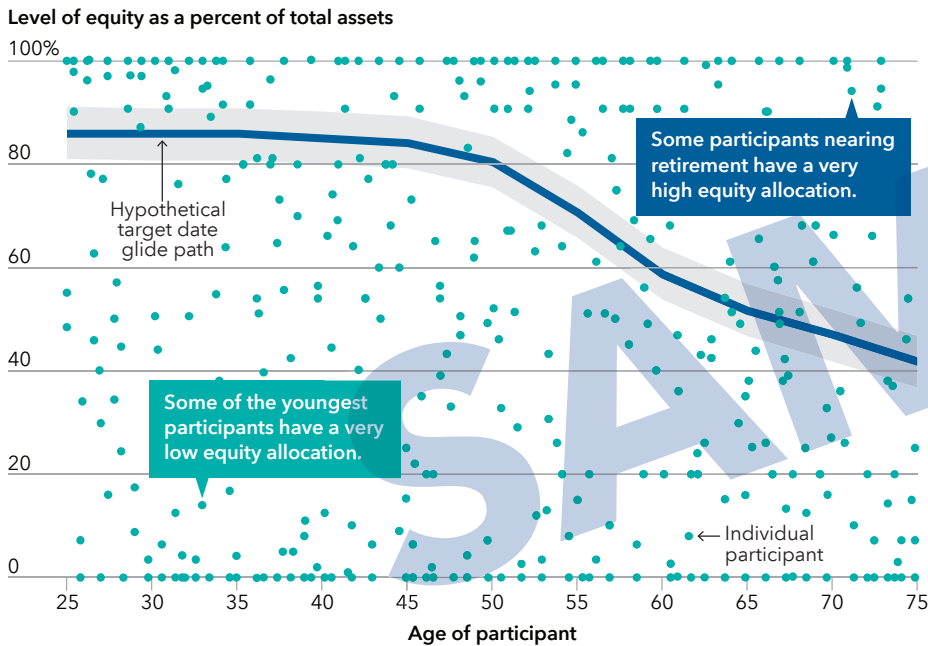 Level of equity as a percent of total assets
100%
80
60
40
20
0
Hypothetical
target date
glide path
Some participants nearing
retirement have a very
high equity allocation.
Some of the youngest
participants have a very
low equity allocation.
Individual
participant
SAM
25 30 35 40 45 50 55 60 65 70 75
Age of participant